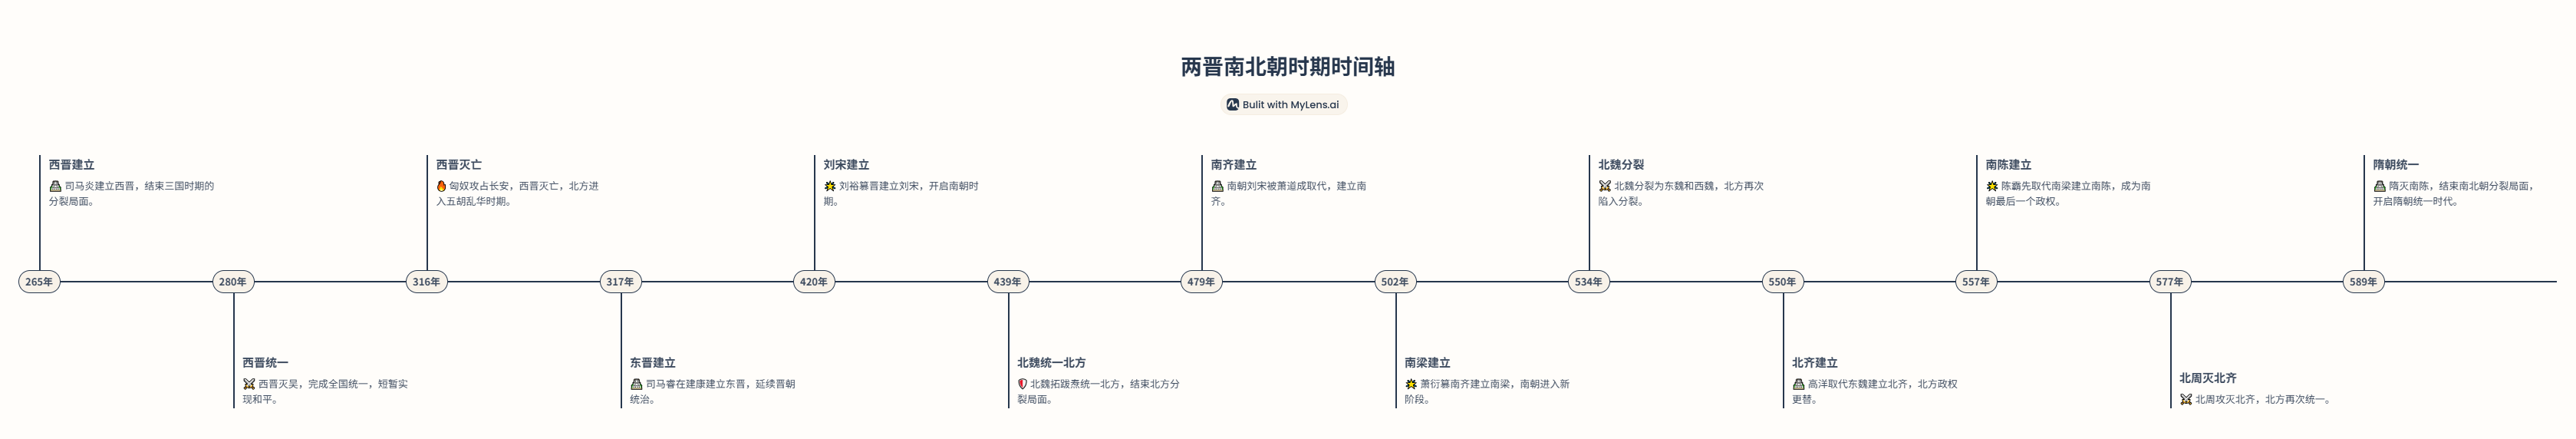 两晋南北朝时期时间轴
Bulit with MyLens.ai
西晋建立
司马炎建立西晋，结束三国时期的
分裂局面。
西晋灭亡
匈奴攻占长安，西晋灭亡，北方进
入五胡乱华时期。
刘宋建立
刘裕篡晋建立刘宋，开启南朝时
期。
南齐建立
南朝刘宋被萧道成取代，建立南
齐。
北魏分裂
北魏分裂为东魏和西魏，北方再次
陷入分裂。
南陈建立
陈霸先取代南梁建立南陈，成为南
朝最后一个政权。
隋朝统一
隋灭南陈，结束南北朝分裂局面，
开启隋朝统一时代。
265年
280年
316年
317年
420年
439年
479年
502年
534年
550年
557年
577年
589年
西晋统一
西晋灭吴，完成全国统一，短暂实
现和平。
东晋建立
司马睿在建康建立东晋，延续晋朝
统治。
北魏统一北方
北魏拓跋焘统一北方，结束北方分
裂局面。
南梁建立
萧衍篡南齐建立南梁，南朝进入新
阶段。
北齐建立
高洋取代东魏建立北齐，北方政权
更替。
北周灭北齐
北周攻灭北齐，北方再次统一。